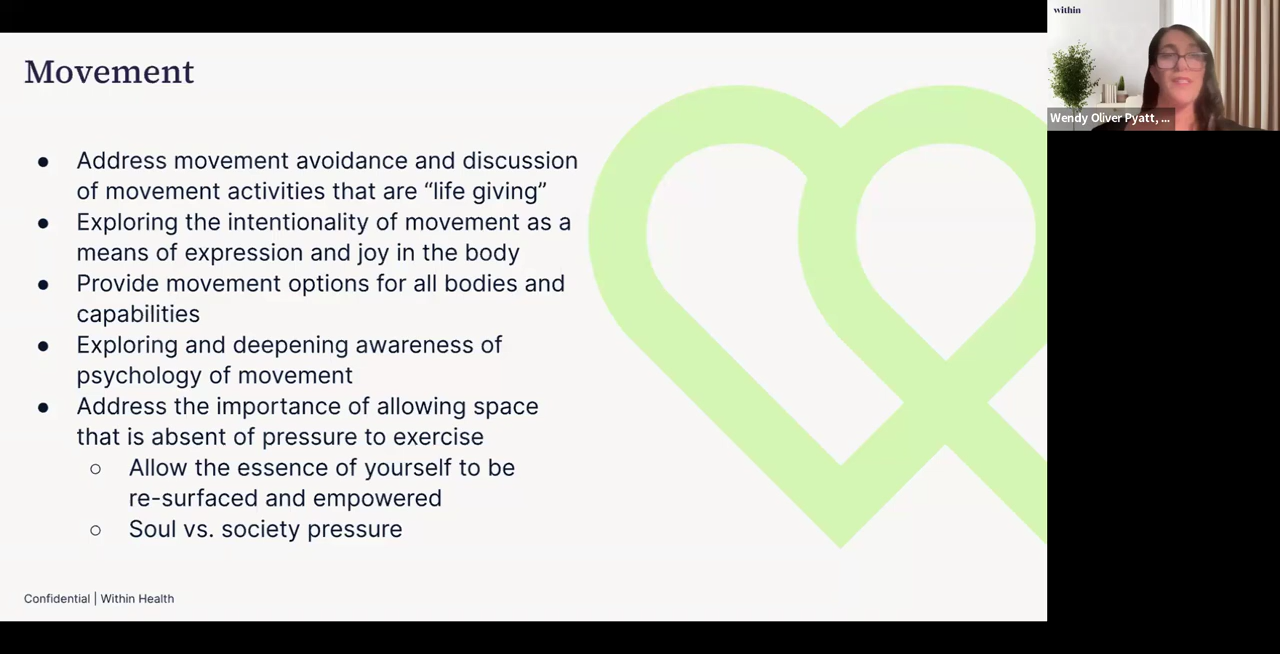 Movement
● Address movement avoidance and discussion
of movement activities that are “life giving”
● Exploring the intentionality of movement as a
means of expression and joy in the body
● Provide movement options for all bodies and
capabilities
● Exploring and deepening awareness of
psychology of movement
● Address the importance of allowing space
that is absent of pressure to exercise
○ Allow the essence of yourself to be
re-surfaced and empowered
○ Soul vs. society pressure
Confidential | Within Health
within
Wendy Oliver Pyatt, ...